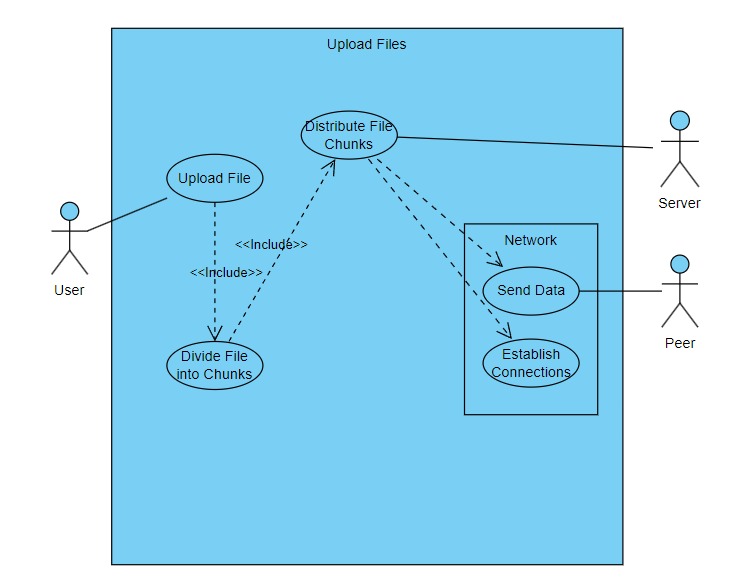 Upload Files
Distribute File
Chunks
Upload File
Server
User
<<Include>>
Network
<<Include>>
Send Data
Peer
Divide File
into Chunks
Establish
Connections